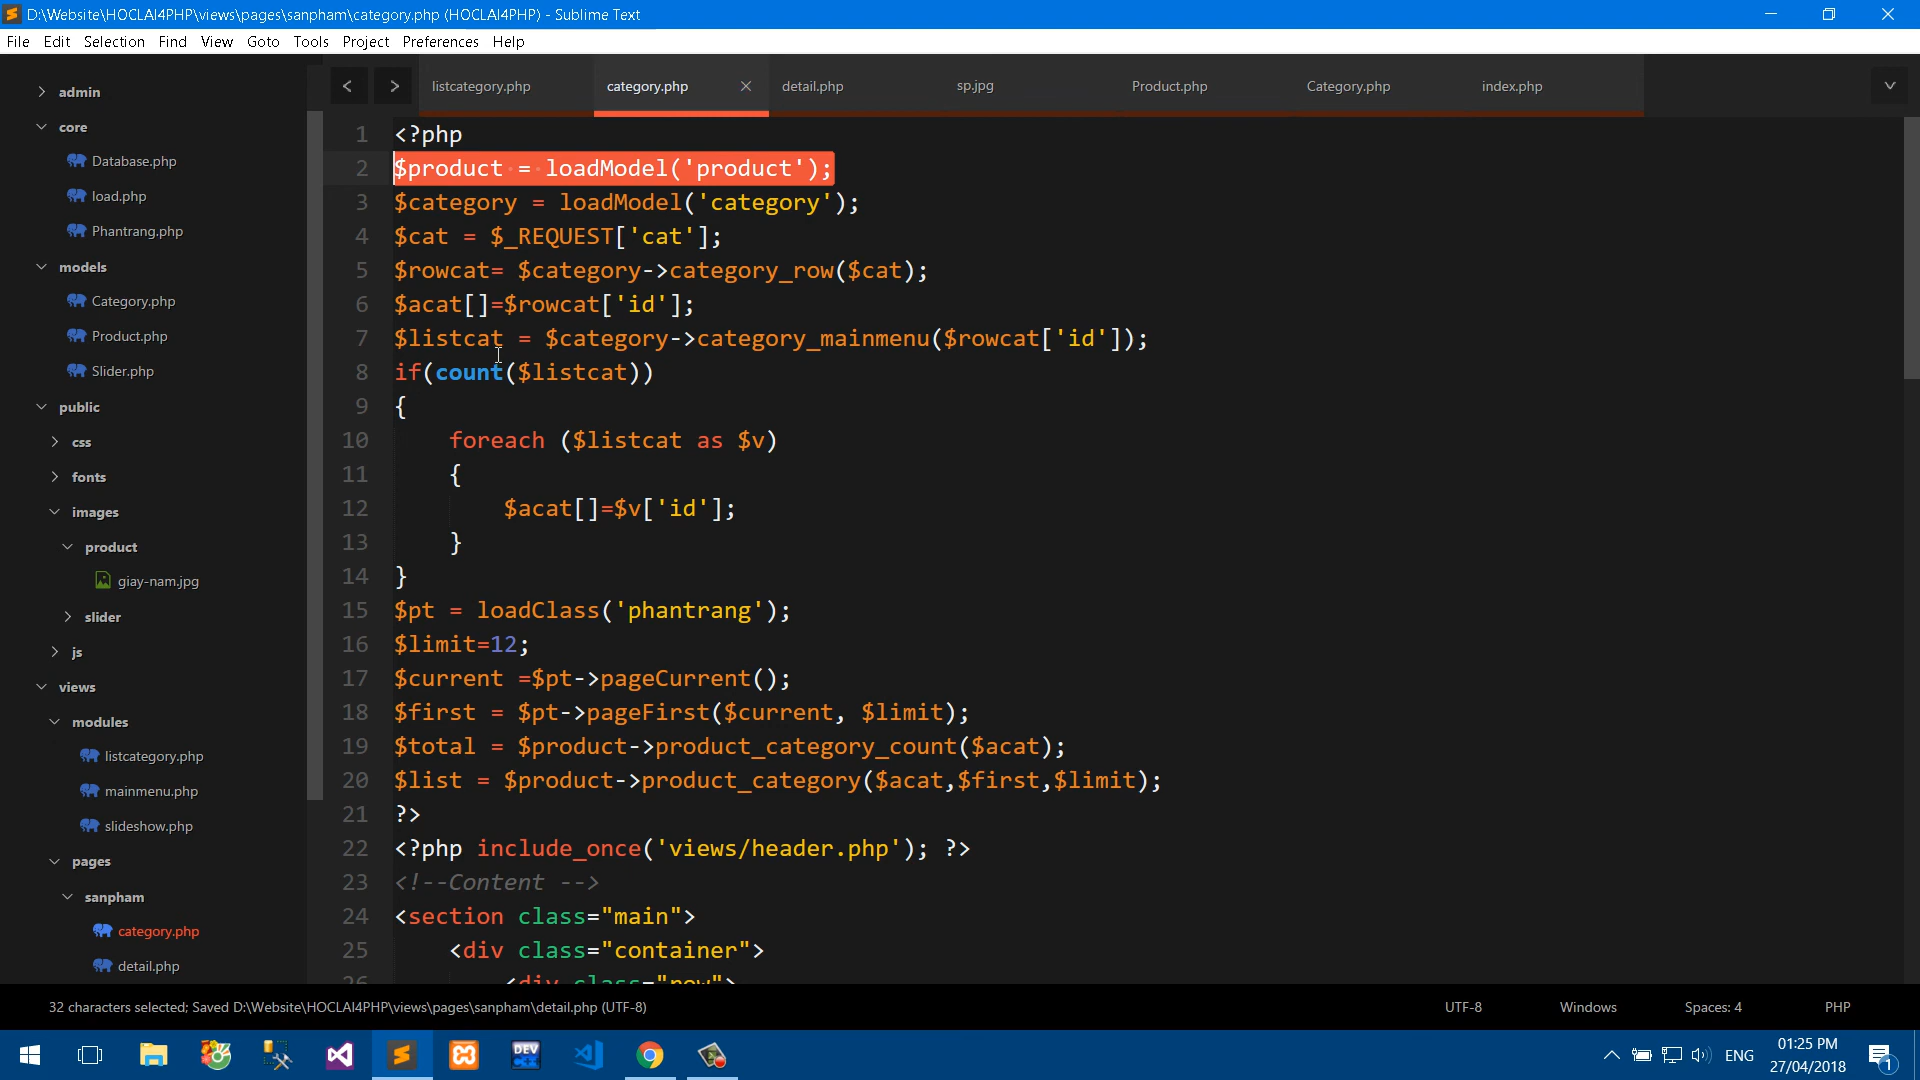 D:\Website\HOCLAI4PHP\views\pages\sanpham\category.php (HOCLAI4PHP) - Sublime Text
File Edit Selection Find View Goto Tools Project Preferences Help
admin
core
Database.php
load.php
Phantrang.php
models
Category.php
Product.php
Slider.php
public
css
fonts
images
product
giay-nam.jpg
slider
js
views
modules
listcategory.php
mainmenu.php
slideshow.php
pages
sanpham
category.php
detail.php
listcategory.php category.php detail.php sp.jpg Product.php Category.php index.php
1 <?php
2 $product = loadModel('product');
3 $category = loadModel('category');
4 $cat = $_REQUEST['cat'];
5 $rowcat= $category->category_row($cat);
6 $acat[]=$rowcat['id'];
7 $listcat = $category->category_mainmenu($rowcat['id']);
8 if(count($listcat))
9 {
10 foreach ($listcat as $v)
11 {
12 $acat[]=$v['id'];
13 }
14 }
15 $pt = loadClass('phantrang');
16 $limit=12;
17 $current =$pt->pageCurrent();
18 $first = $pt->pageFirst($current, $limit);
19 $total = $product->product_category_count($acat);
20 $list = $product->product_category($acat,$first,$limit);
21 ?>
22 <?php include_once('views/header.php'); ?>
23 <!--Content -->
24 <section class="main">
25 <div class="container">
26 <div class="row">
32 characters selected; Saved D:\Website\HOCLAI4PHP\views\pages\sanpham\detail.php (UTF-8) UTF-8 Windows Spaces: 4 PHP
DEV
ENG
01:25 PM
27/04/2018
1